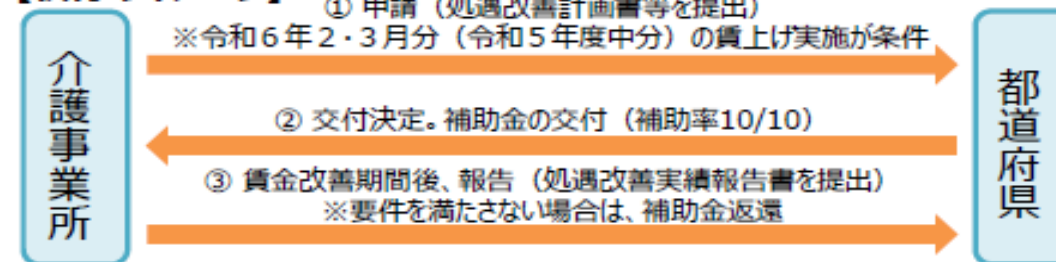 ① 申請（処遇改善計画書等を提出）
※令和６年２・３月分（令和５年度中分）の賃上げ実施が条件
介護事業所
都道府県
② 交付決定。補助金の交付（補助率10/10）
③ 賃金改善期間後、報告（処遇改善実績報告書を提出）
※要件を満たさない場合は、補助金返還